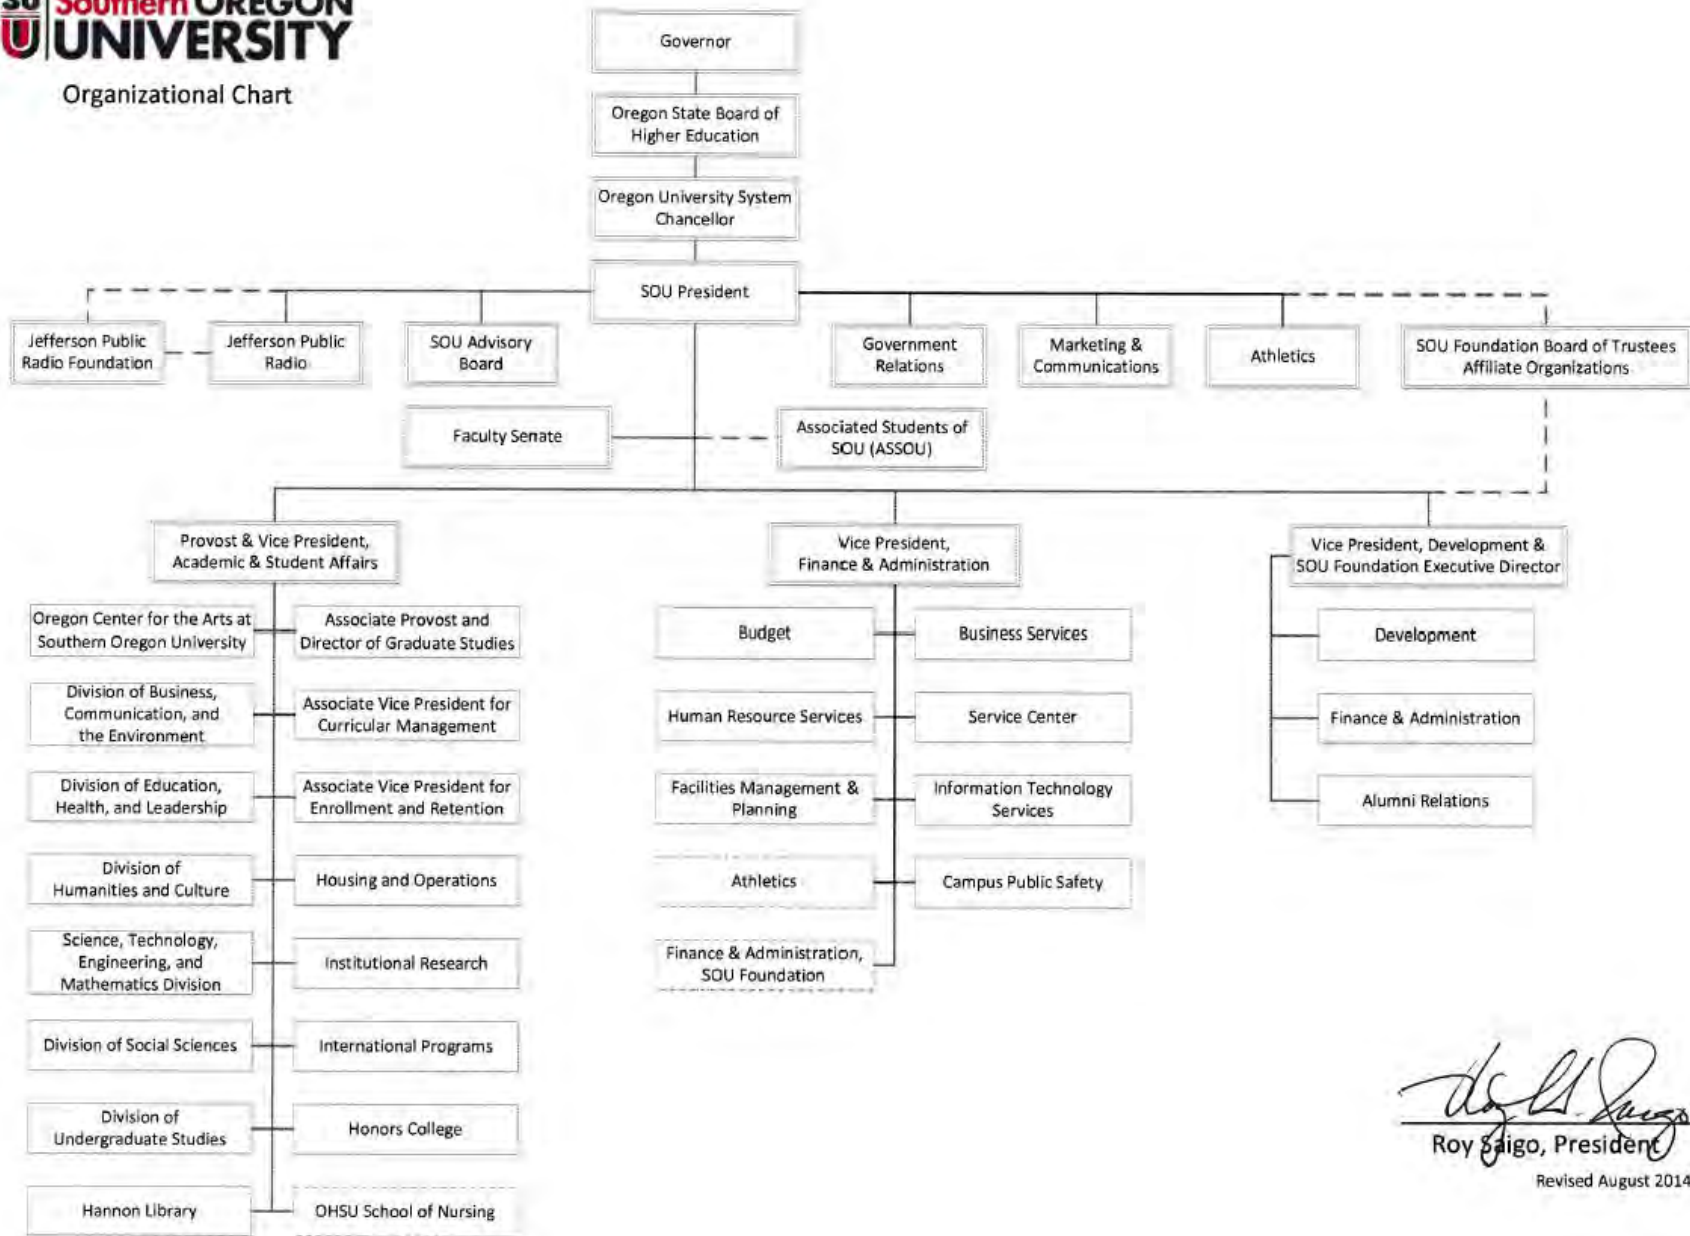 SO Southern OREGON
U UNIVERSITY
Organizational Chart
Governor
Oregon State Board of
Higher Education
Oregon University System
Chancellor
SOU President
Jefferson Public
Radio Foundation
Jefferson Public
Radio
SOU Advisory
Board
Government
Relations
Marketing &
Communications
Athletics
SOU Foundation Board of Trustees
Affiliate Organizations
Faculty Senate
Associated Students of
SOU (ASSOU)
Provost & Vice President,
Academic & Student Affairs
Oregon Center for the Arts at
Southern Oregon University
Associate Provost and
Director of Graduate Studies
Division of Business,
Communication, and
the Environment
Associate Vice President for
Curricular Management
Division of Education,
Health, and Leadership
Associate Vice President for
Enrollment and Retention
Division of
Humanities and Culture
Housing and Operations
Science, Technology,
Engineering, and
Mathematics Division
Institutional Research
Division of Social Sciences
International Programs
Division of
Undergraduate Studies
Honors College
Hannon Library
OHSU School of Nursing
Vice President,
Finance & Administration
Budget
Business Services
Human Resource Services
Service Center
Facilities Management &
Planning
Information Technology
Services
Athletics
Campus Public Safety
Finance & Administration,
SOU Foundation
Vice President, Development &
SOU Foundation Executive Director
Development
Finance & Administration
Alumni Relations
Roy Saigo, President
Revised August 2014